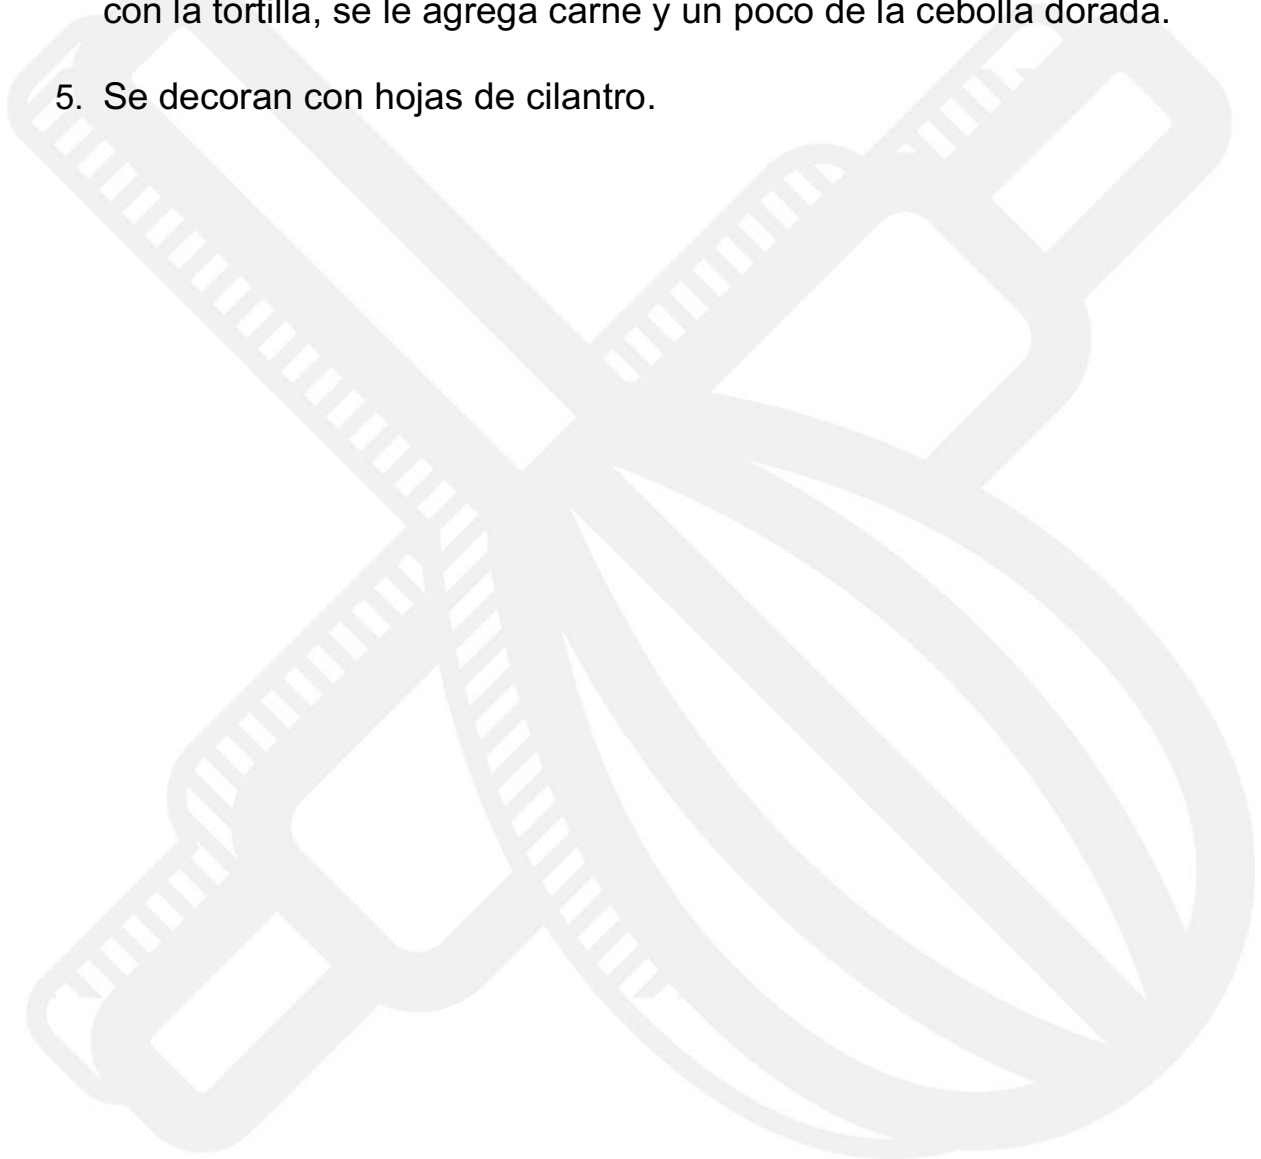 con la tortilla, se le agrega carne y un poco de la cebolla dorada.
5. Se decoran con hojas de cilantro.